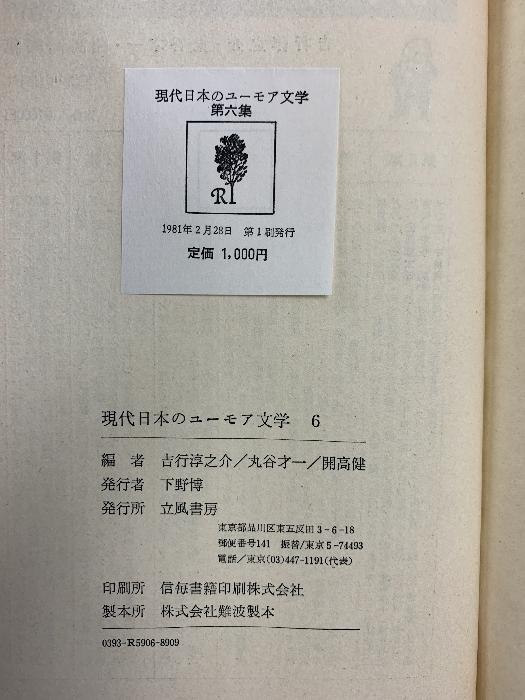 現代日本のユーモア文学
第六集
R
1981年2月28日 第1刷発行
定価 1,000円
現代日本のユーモア文学 6
編 者 吉行淳之介/丸谷才一/開高健
発行者 下野博
発行所 立風書房
東京都品川区東五反田3-6-18
郵便番号141 振替/東京5-74493
電話/東京(03)447-1191(代表)
印刷所 信毎書籍印刷株式会社
製本所 株式会社難波製本
0393-R5906-8909